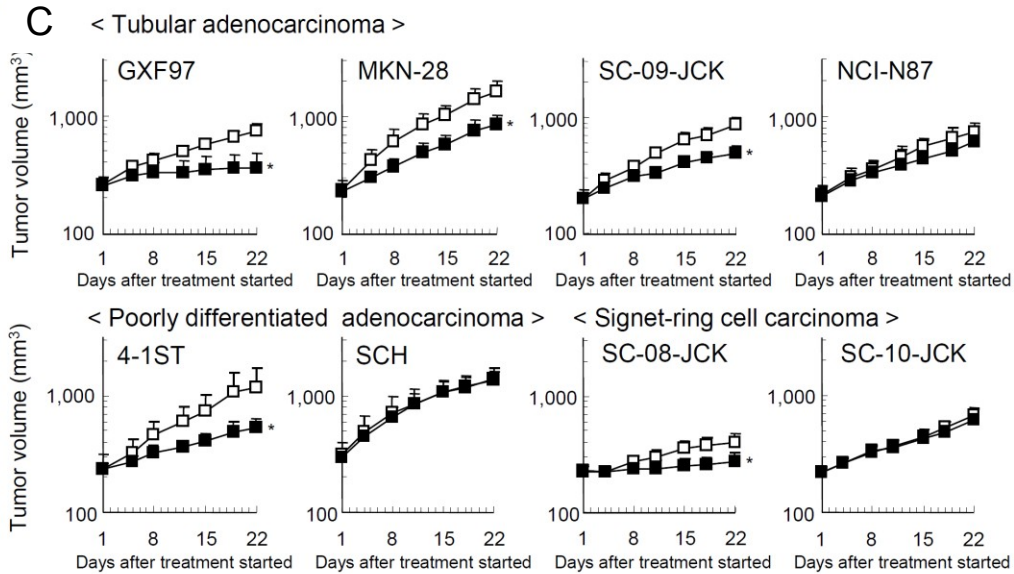 C < Tubular adenocarcinoma >
GXF97 MKN-28 SC-09-JCK NCI-N87
Tumor volume (mm³)
1,000 1,000 1,000 1,000
100 100 100 100
1 8 15 22 1 8 15 22 1 8 15 22 1 8 15 22
* * *
Days after treatment started Days after treatment started Days after treatment started Days after treatment started
< Poorly differentiated adenocarcinoma > < Signet-ring cell carcinoma >
4-1ST SCH SC-08-JCK SC-10-JCK
Tumor volume (mm³)
1,000 1,000 1,000 1,000
* *
100 100 100 100
1 8 15 22 1 8 15 22 1 8 15 22 1 8 15 22
Days after treatment started Days after treatment started Days after treatment started Days after treatment started